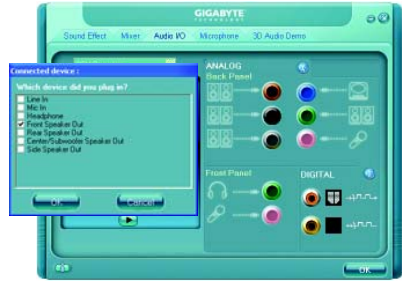 GIGABYTE
TECHNOLOGY
Sound Effect Mixer Audio I/O Microphone 3D Audio Demo
Connected device :
Which device did you plug in?
Line In
Mic In
Headphone
Front Speaker Out
Rear Speaker Out
Center/Subwoofer Speaker Out
Side Speaker Out
OK
Cancel
ANALOG
Back Panel
Front Panel
DIGITAL
OK